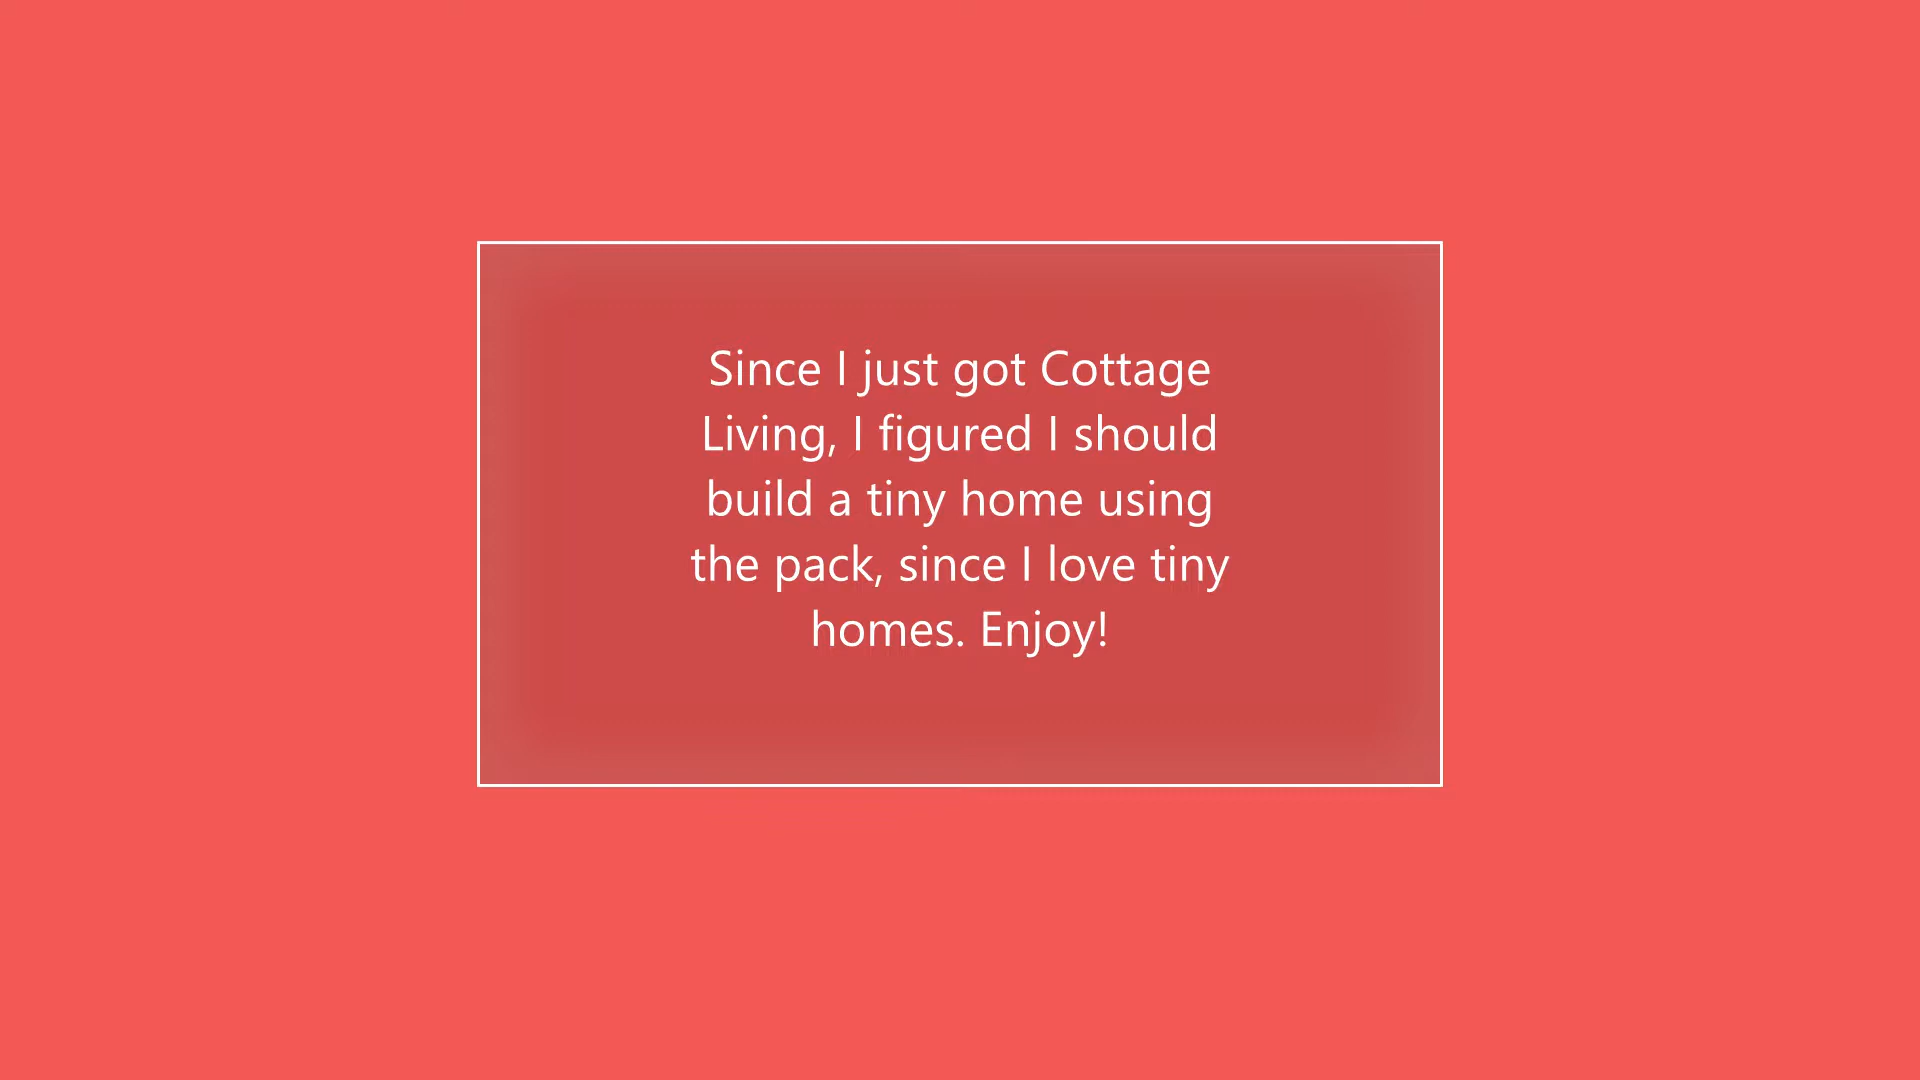 Since I just got Cottage
Living, I figured I should
build a tiny home using
the pack, since I love tiny
homes. Enjoy!